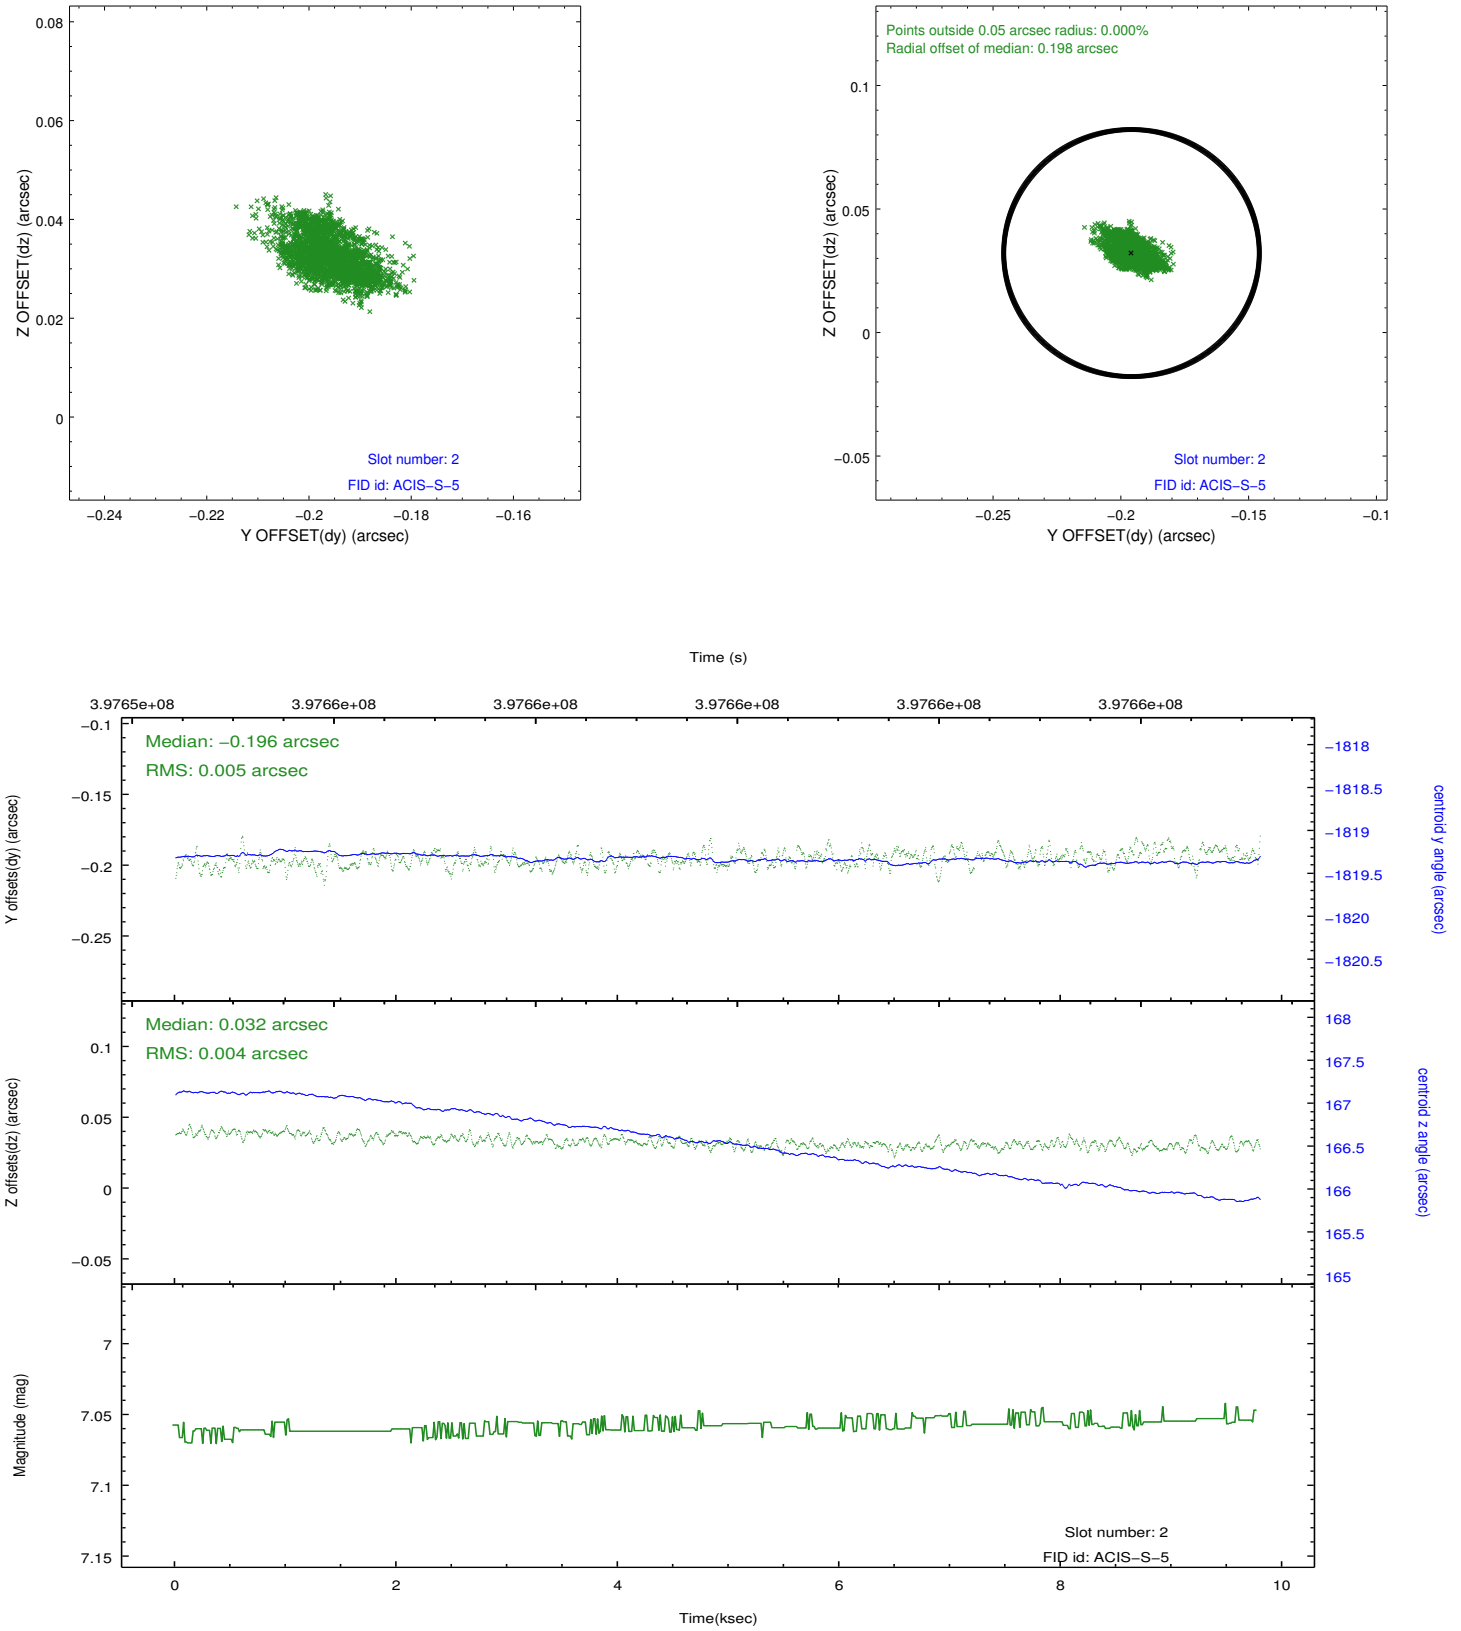 0.08
0.06
0.04
0.02
0
Z OFFSET(dz) (arcsec)
Slot number: 2
FID id: ACIS−S−5
−0.24 −0.22 −0.2 −0.18 −0.16
Y OFFSET(dy) (arcsec)
Points outside 0.05 arcsec radius: 0.000%
Radial offset of median: 0.198 arcsec
0.1
0.05
0
−0.05
Z OFFSET(dz) (arcsec)
Slot number: 2
FID id: ACIS−S−5
−0.25 −0.2 −0.15 −0.1
Y OFFSET(dy) (arcsec)
Time (s)
3.9765e+08 3.9766e+08 3.9766e+08 3.9766e+08 3.9766e+08 3.9766e+08
Median: −0.196 arcsec
RMS: 0.005 arcsec
−0.1
−0.15
−0.2
−0.25
Y offsets(dy) (arcsec)
−1818
−1818.5
−1819
−1819.5
−1820
−1820.5
centroid y angle (arcsec)
Median: 0.032 arcsec
RMS: 0.004 arcsec
0.1
0.05
0
−0.05
Z offsets(dz) (arcsec)
168
167.5
167
166.5
166
165.5
165
centroid z angle (arcsec)
7
7.05
7.1
7.15
Magnitude (mag)
Slot number: 2
FID id: ACIS−S−5
0 2 4 6 8 10
Time(ksec)